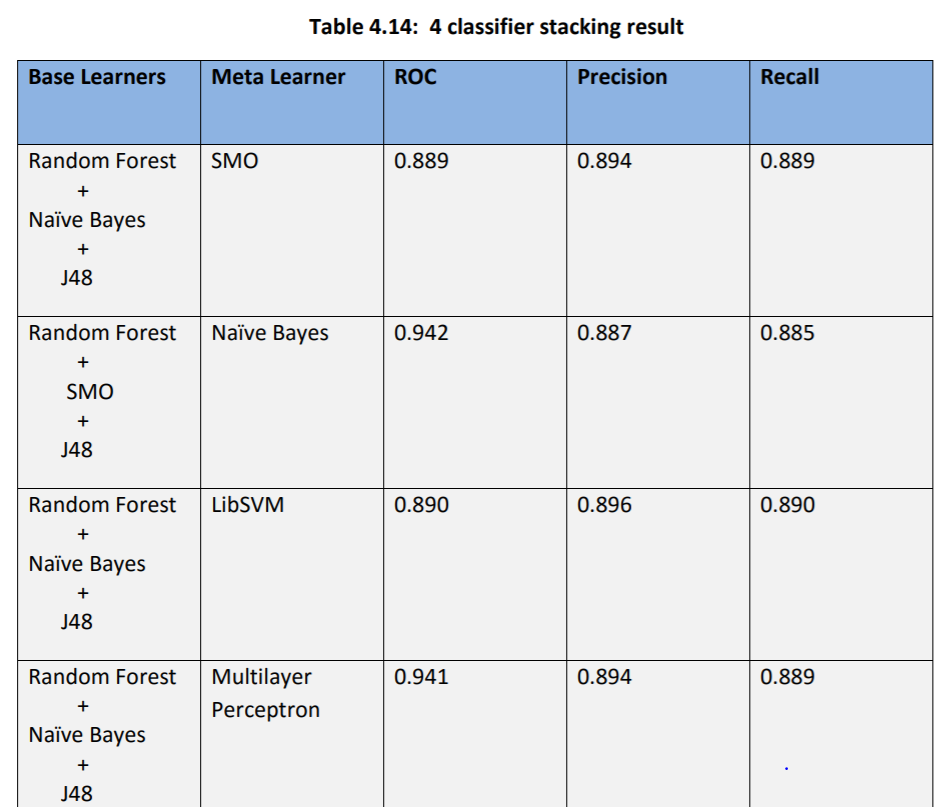 Table 4.14: 4 classifier stacking result
Base Learners Meta Learner ROC Precision Recall
Random Forest SMO 0.889 0.894 0.889
+
Naïve Bayes
+
J48
Random Forest Naïve Bayes 0.942 0.887 0.885
+
SMO
+
J48
Random Forest LibSVM 0.890 0.896 0.890
+
Naïve Bayes
+
J48
Random Forest Multilayer 0.941 0.894 0.889
+ Perceptron
Naïve Bayes
+
J48